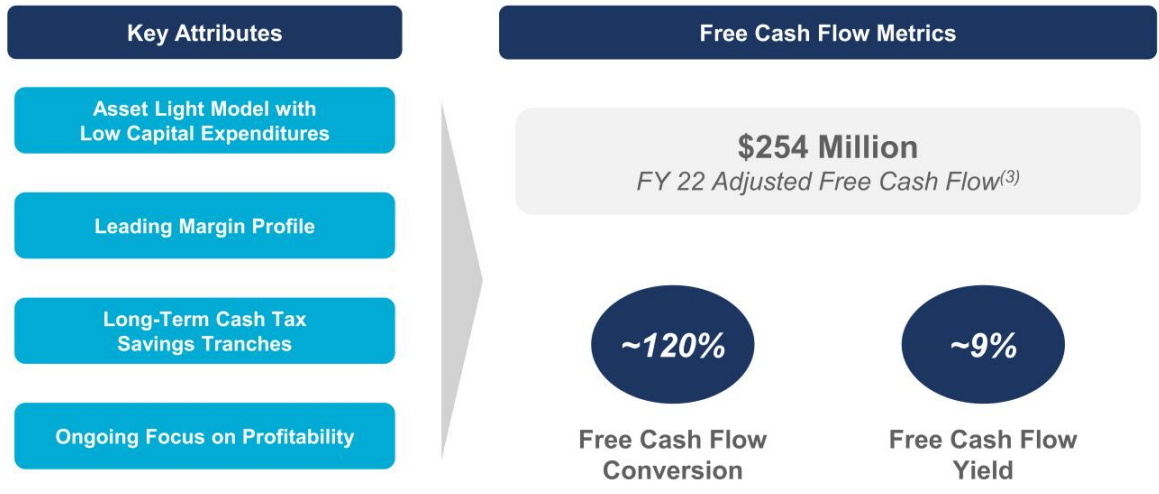 Key Attributes
Asset Light Model with
Low Capital Expenditures
Leading Margin Profile
Long-Term Cash Tax
Savings Tranches
Ongoing Focus on Profitability
Free Cash Flow Metrics
$254 Million
FY 22 Adjusted Free Cash Flow(3)
~120%
Free Cash Flow
Conversion
~9%
Free Cash Flow
Yield